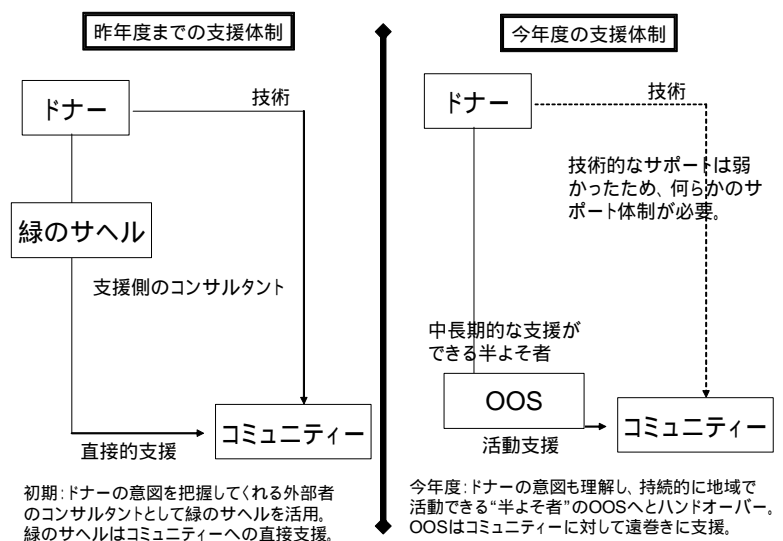 昨年度までの支援体制
ドナー
技術
緑のサヘル
支援側のコンサルタント
直接的支援
コミュニティー
初期:ドナーの意図を把握してくれる外部者
のコンサルタントとして緑のサヘルを活用。
緑のサヘルはコミュニティーへの直接支援。
今年度の支援体制
ドナー
技術
技術的なサポートは弱
かったため、何らかのサ
ポート体制が必要。
中長期的な支援が
できる半よそ者
OOS
活動支援
コミュニティー
今年度:ドナーの意図も理解し、持続的に地域で
活動できる“半よそ者”のOOSへとハンドオーバー。
OOSはコミュニティーに対して遠巻きに支援。